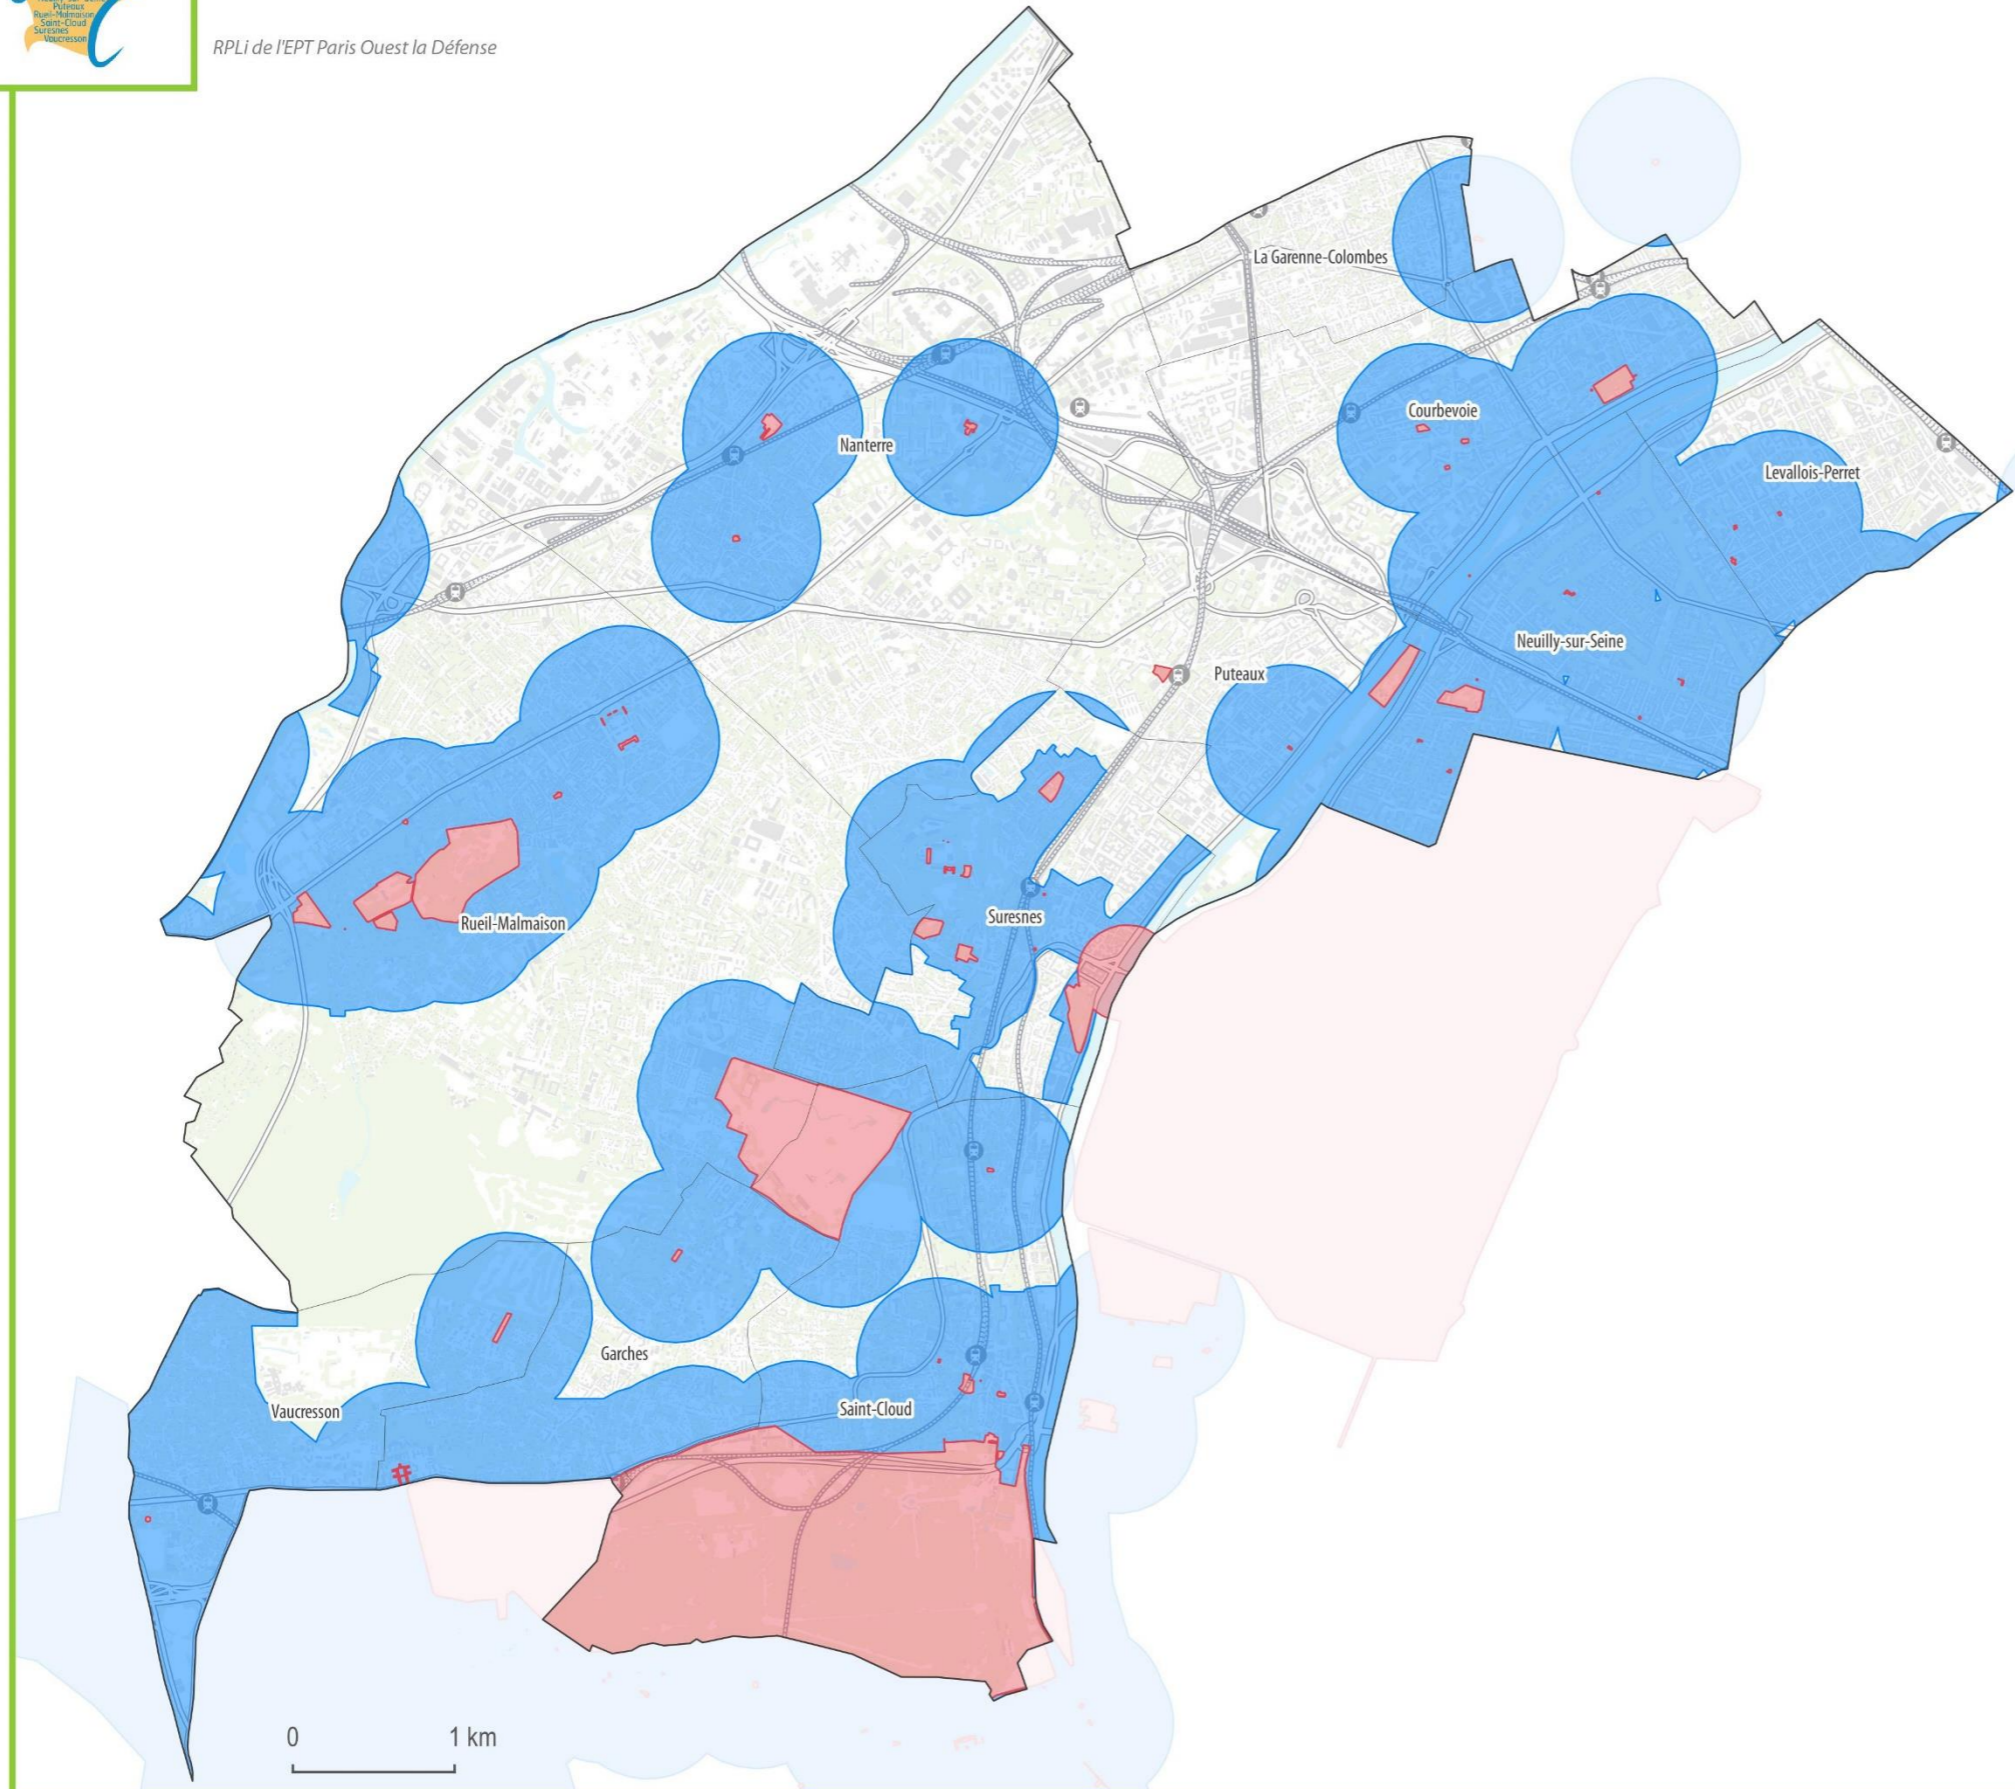 Puteaux
Rueil-Malmaison
Saint-Cloud
Suresnes
Vaucresson
RPLi de l'EPT Paris Ouest la Défense
La Garenne-Colombes
Courbevoie
Nanterre
Levallois-Perret
Neuilly-sur-Seine
Puteaux
Suresnes
Rueil-Malmaison
Garches
Saint-Cloud
Vaucresson
0 1 km